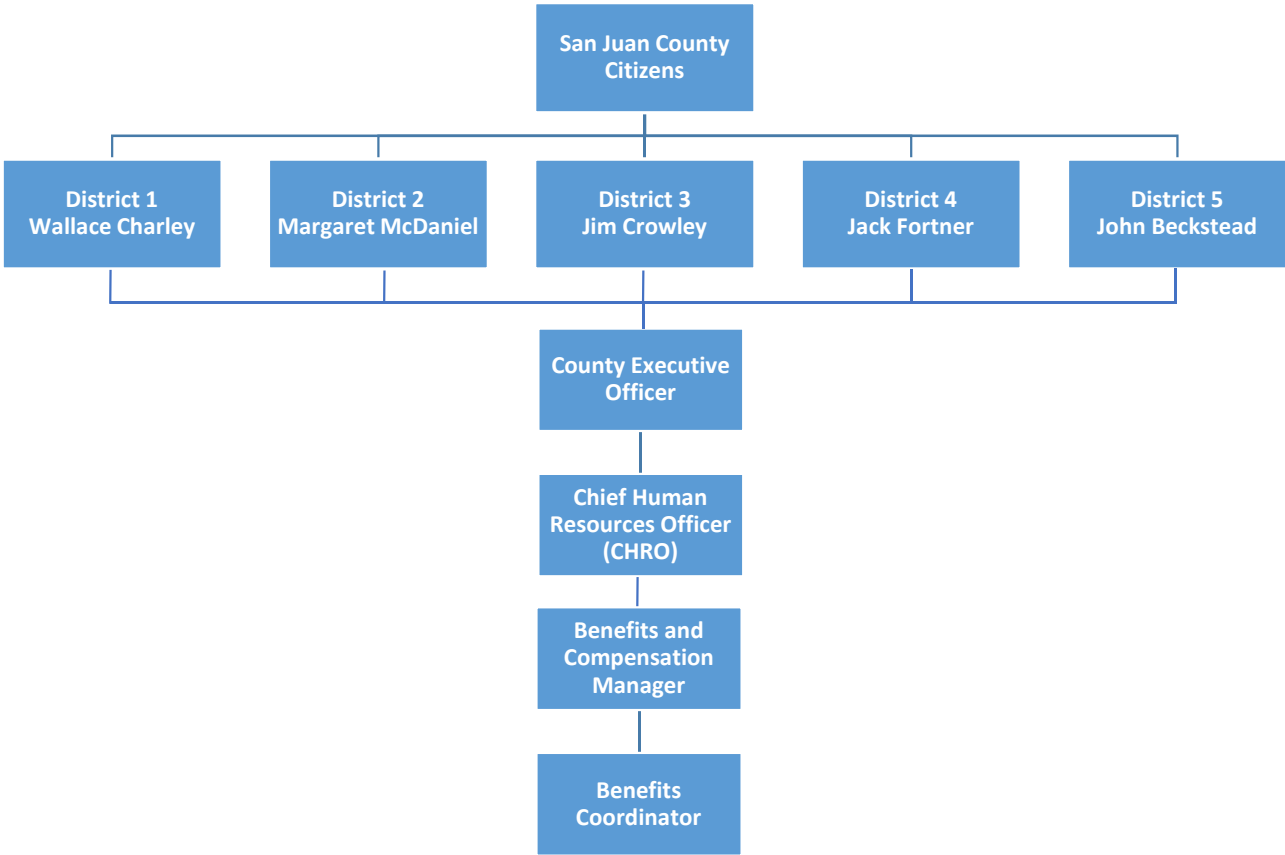 San Juan County
Citizens
District 1
Wallace Charley
District 2
Margaret McDaniel
District 3
Jim Crowley
District 4
Jack Fortner
District 5
John Beckstead
County Executive
Officer
Chief Human
Resources Officer
(CHRO)
Benefits and
Compensation
Manager
Benefits
Coordinator